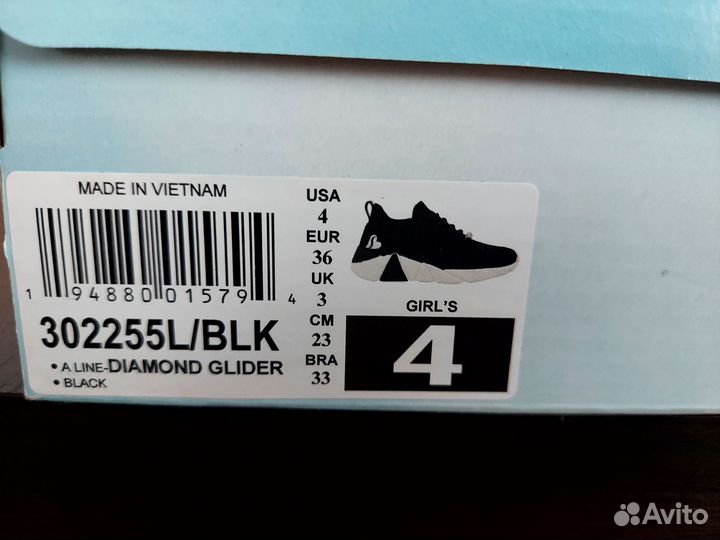 MADE IN VIETNAM
1 94880 01579 4
302255L/BLK
• A LINE-DIAMOND GLIDER
• BLACK
USA
4
EUR
36
UK
3
CM
23
BRA
33
GIRL'S
4
Avito